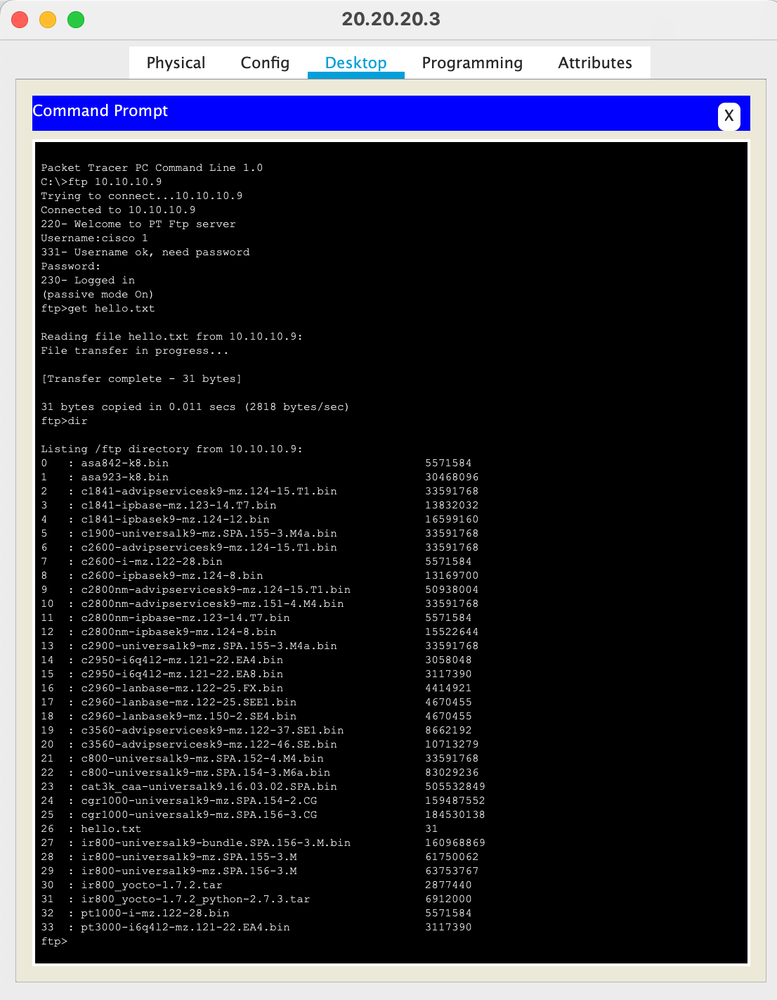 20.20.20.3
Physical Config Desktop Programming Attributes
Command Prompt
X
Packet Tracer PC Command Line 1.0
C:\>ftp 10.10.10.9
Trying to connect...10.10.10.9
Connected to 10.10.10.9
220- Welcome to PT Ftp server
Username:cisco 1
331- Username ok, need password
Password:
230- Logged in
(passive mode On)
ftp>get hello.txt
Reading file hello.txt from 10.10.10.9:
File transfer in progress...
[Transfer complete - 31 bytes]
31 bytes copied in 0.011 secs (2818 bytes/sec)
ftp>dir
Listing /ftp directory from 10.10.10.9:
0 : asa842-k8.bin 5571584
1 : asa923-k8.bin 30468096
2 : c1841-advipservicesk9-mz.124-15.T1.bin 33591768
3 : c1841-ipbase-mz.123-14.T7.bin 13832032
4 : c1841-ipbasek9-mz.124-12.bin 16599160
5 : c1900-universalk9-mz.SPA.155-3.M4a.bin 33591768
6 : c2600-advipservicesk9-mz.124-15.T1.bin 33591768
7 : c2600-i-mz.122-28.bin 5571584
8 : c2600-ipbasek9-mz.124-8.bin 13169700
9 : c2800nm-advipservicesk9-mz.124-15.T1.bin 50938004
10 : c2800nm-advipservicesk9-mz.151-4.M4.bin 33591768
11 : c2800nm-ipbase-mz.123-14.T7.bin 5571584
12 : c2800nm-ipbasek9-mz.124-8.bin 15522644
13 : c2900-universalk9-mz.SPA.155-3.M4a.bin 33591768
14 : c2950-i6q4l2-mz.121-22.EA4.bin 3058048
15 : c2950-i6q4l2-mz.121-22.EA8.bin 3117390
16 : c2960-lanbase-mz.122-25.FX.bin 4414921
17 : c2960-lanbase-mz.122-25.SEE1.bin 4670455
18 : c2960-lanbasek9-mz.150-2.SE4.bin 4670455
19 : c3560-advipservicesk9-mz.122-37.SE1.bin 8662192
20 : c3560-advipservicesk9-mz.122-46.SE.bin 10713279
21 : c800-universalk9-mz.SPA.152-4.M4.bin 33591768
22 : c800-universalk9-mz.SPA.154-3.M6a.bin 83029236
23 : cat3k_caa-universalk9.16.03.02.SPA.bin 505532849
24 : cgr1000-universalk9-mz.SPA.154-2.CG 159487552
25 : cgr1000-universalk9-mz.SPA.156-3.CG 184530138
26 : hello.txt 31
27 : ir800-universalk9-bundle.SPA.156-3.M.bin 160968869
28 : ir800-universalk9-mz.SPA.155-3.M 61750062
29 : ir800-universalk9-mz.SPA.156-3.M 63753767
30 : ir800_yocto-1.7.2.tar 2877440
31 : ir800_yocto-1.7.2_python-2.7.3.tar 6912000
32 : pt1000-i-mz.122-28.bin 5571584
33 : pt3000-i6q4l2-mz.121-22.EA4.bin 3117390
ftp>